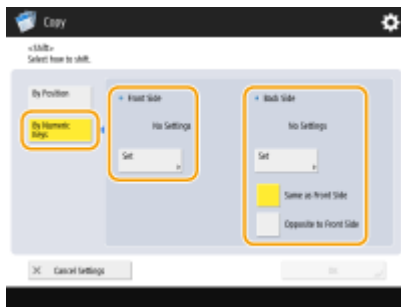 Copy
<Shift>
Select how to shift.
By Position
By Numeric
Keys
Front Side
No Settings
Set
Back Side
No Settings
Set
Same as Front Side
Opposite to Front Side
Cancel Settings
OK